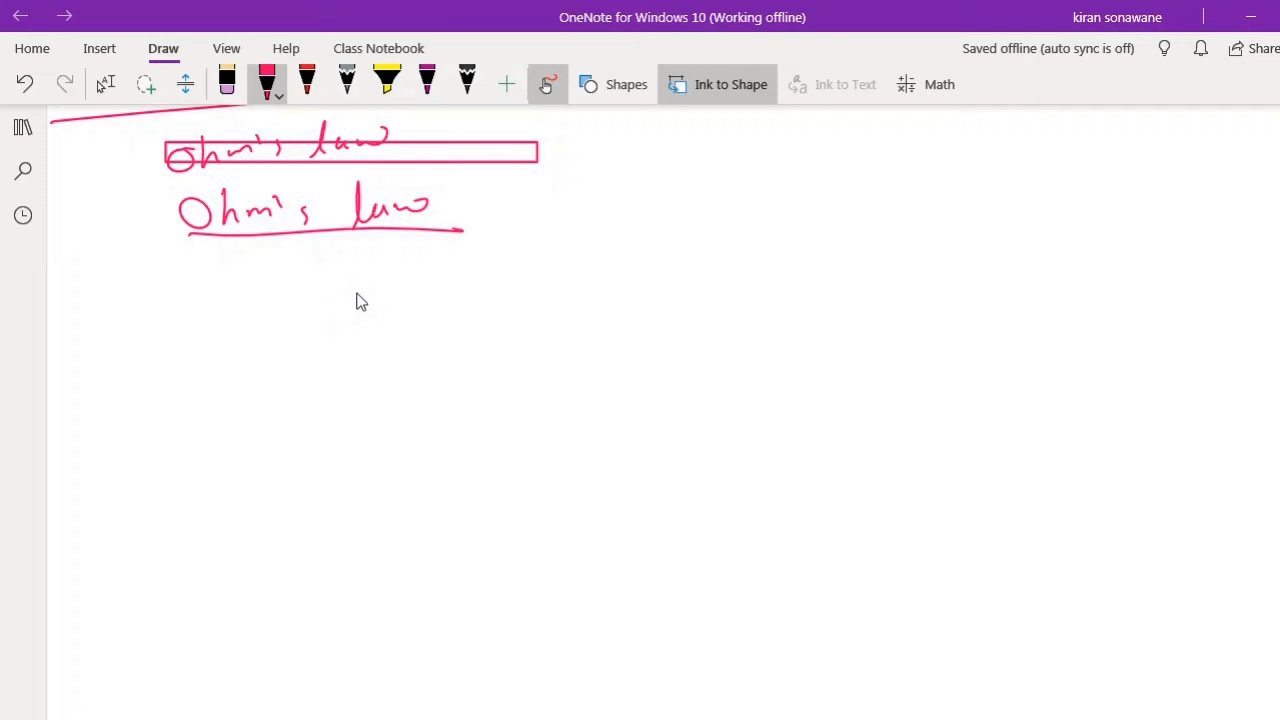 OneNote for Windows 10 (Working offline)
kiran sonawane
Home Insert Draw View Help Class Notebook
Saved offline (auto sync is off)
Share
Shapes
Ink to Shape
Ink to Text
Math
Ohm's law
Ohm's law